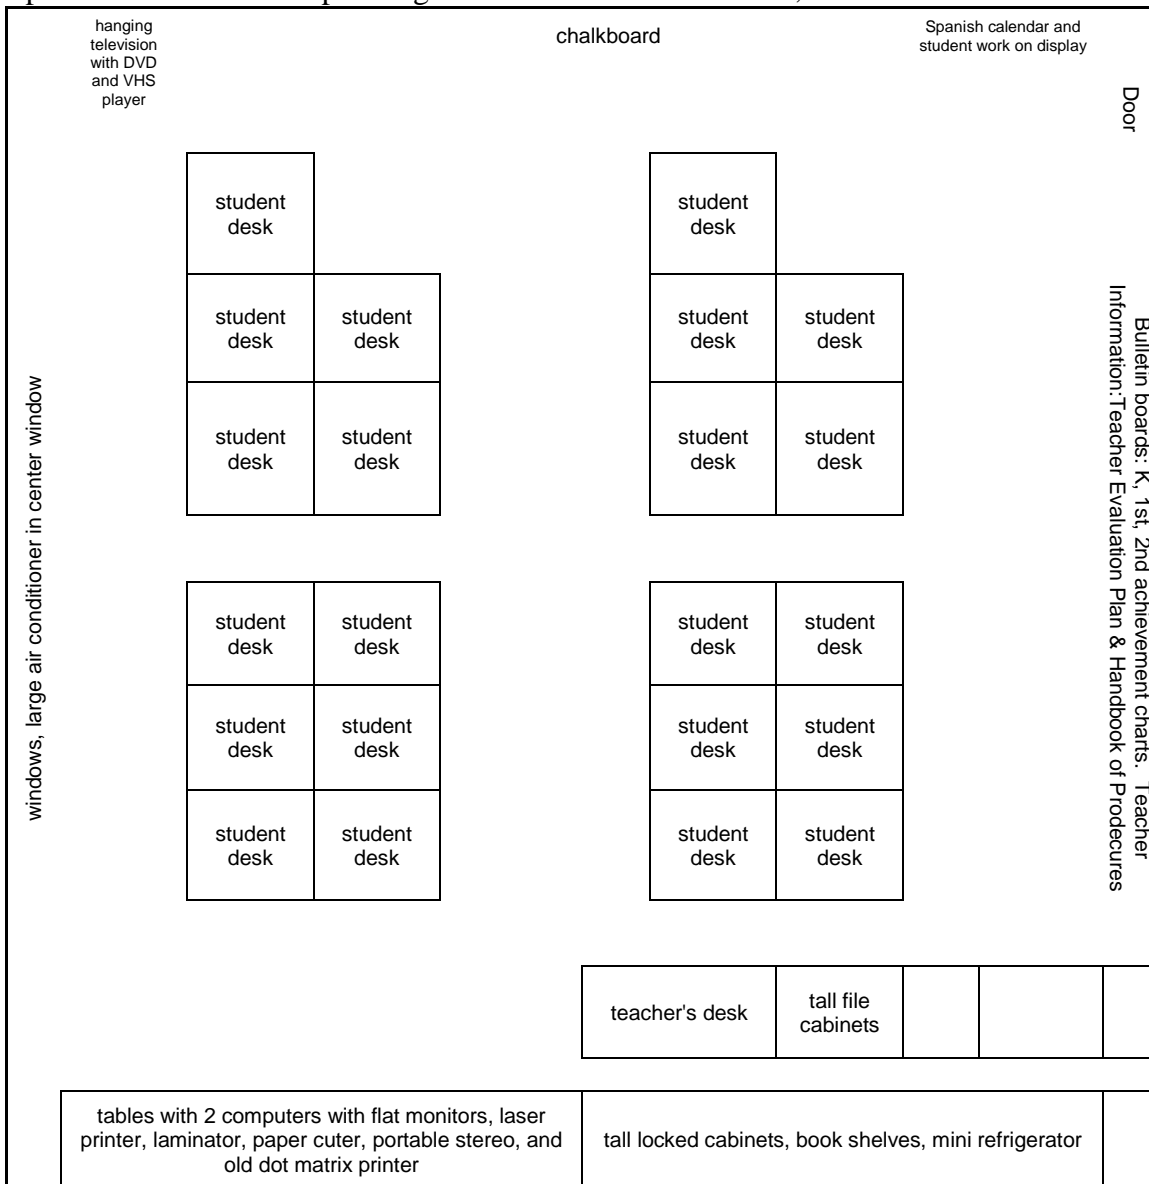 hanging
television
with DVD
and VHS
player
chalkboard
Spanish calendar and
student work on display
Door
student
desk
student
desk
student
desk
student
desk
student
desk
student
desk
student
desk
student
desk
student
desk
student
desk
windows, large air conditioner in center window
Bulletin boards: K, 1st, 2nd achievement charts. Teacher
Information:Teacher Evaluation Plan & Handbook of Prodecures
student
desk
student
desk
student
desk
student
desk
student
desk
student
desk
student
desk
student
desk
student
desk
student
desk
student
desk
student
desk
teacher's desk
tall file
cabinets
tables with 2 computers with flat monitors, laser
printer, laminator, paper cuter, portable stereo, and
old dot matrix printer
tall locked cabinets, book shelves, mini refrigerator